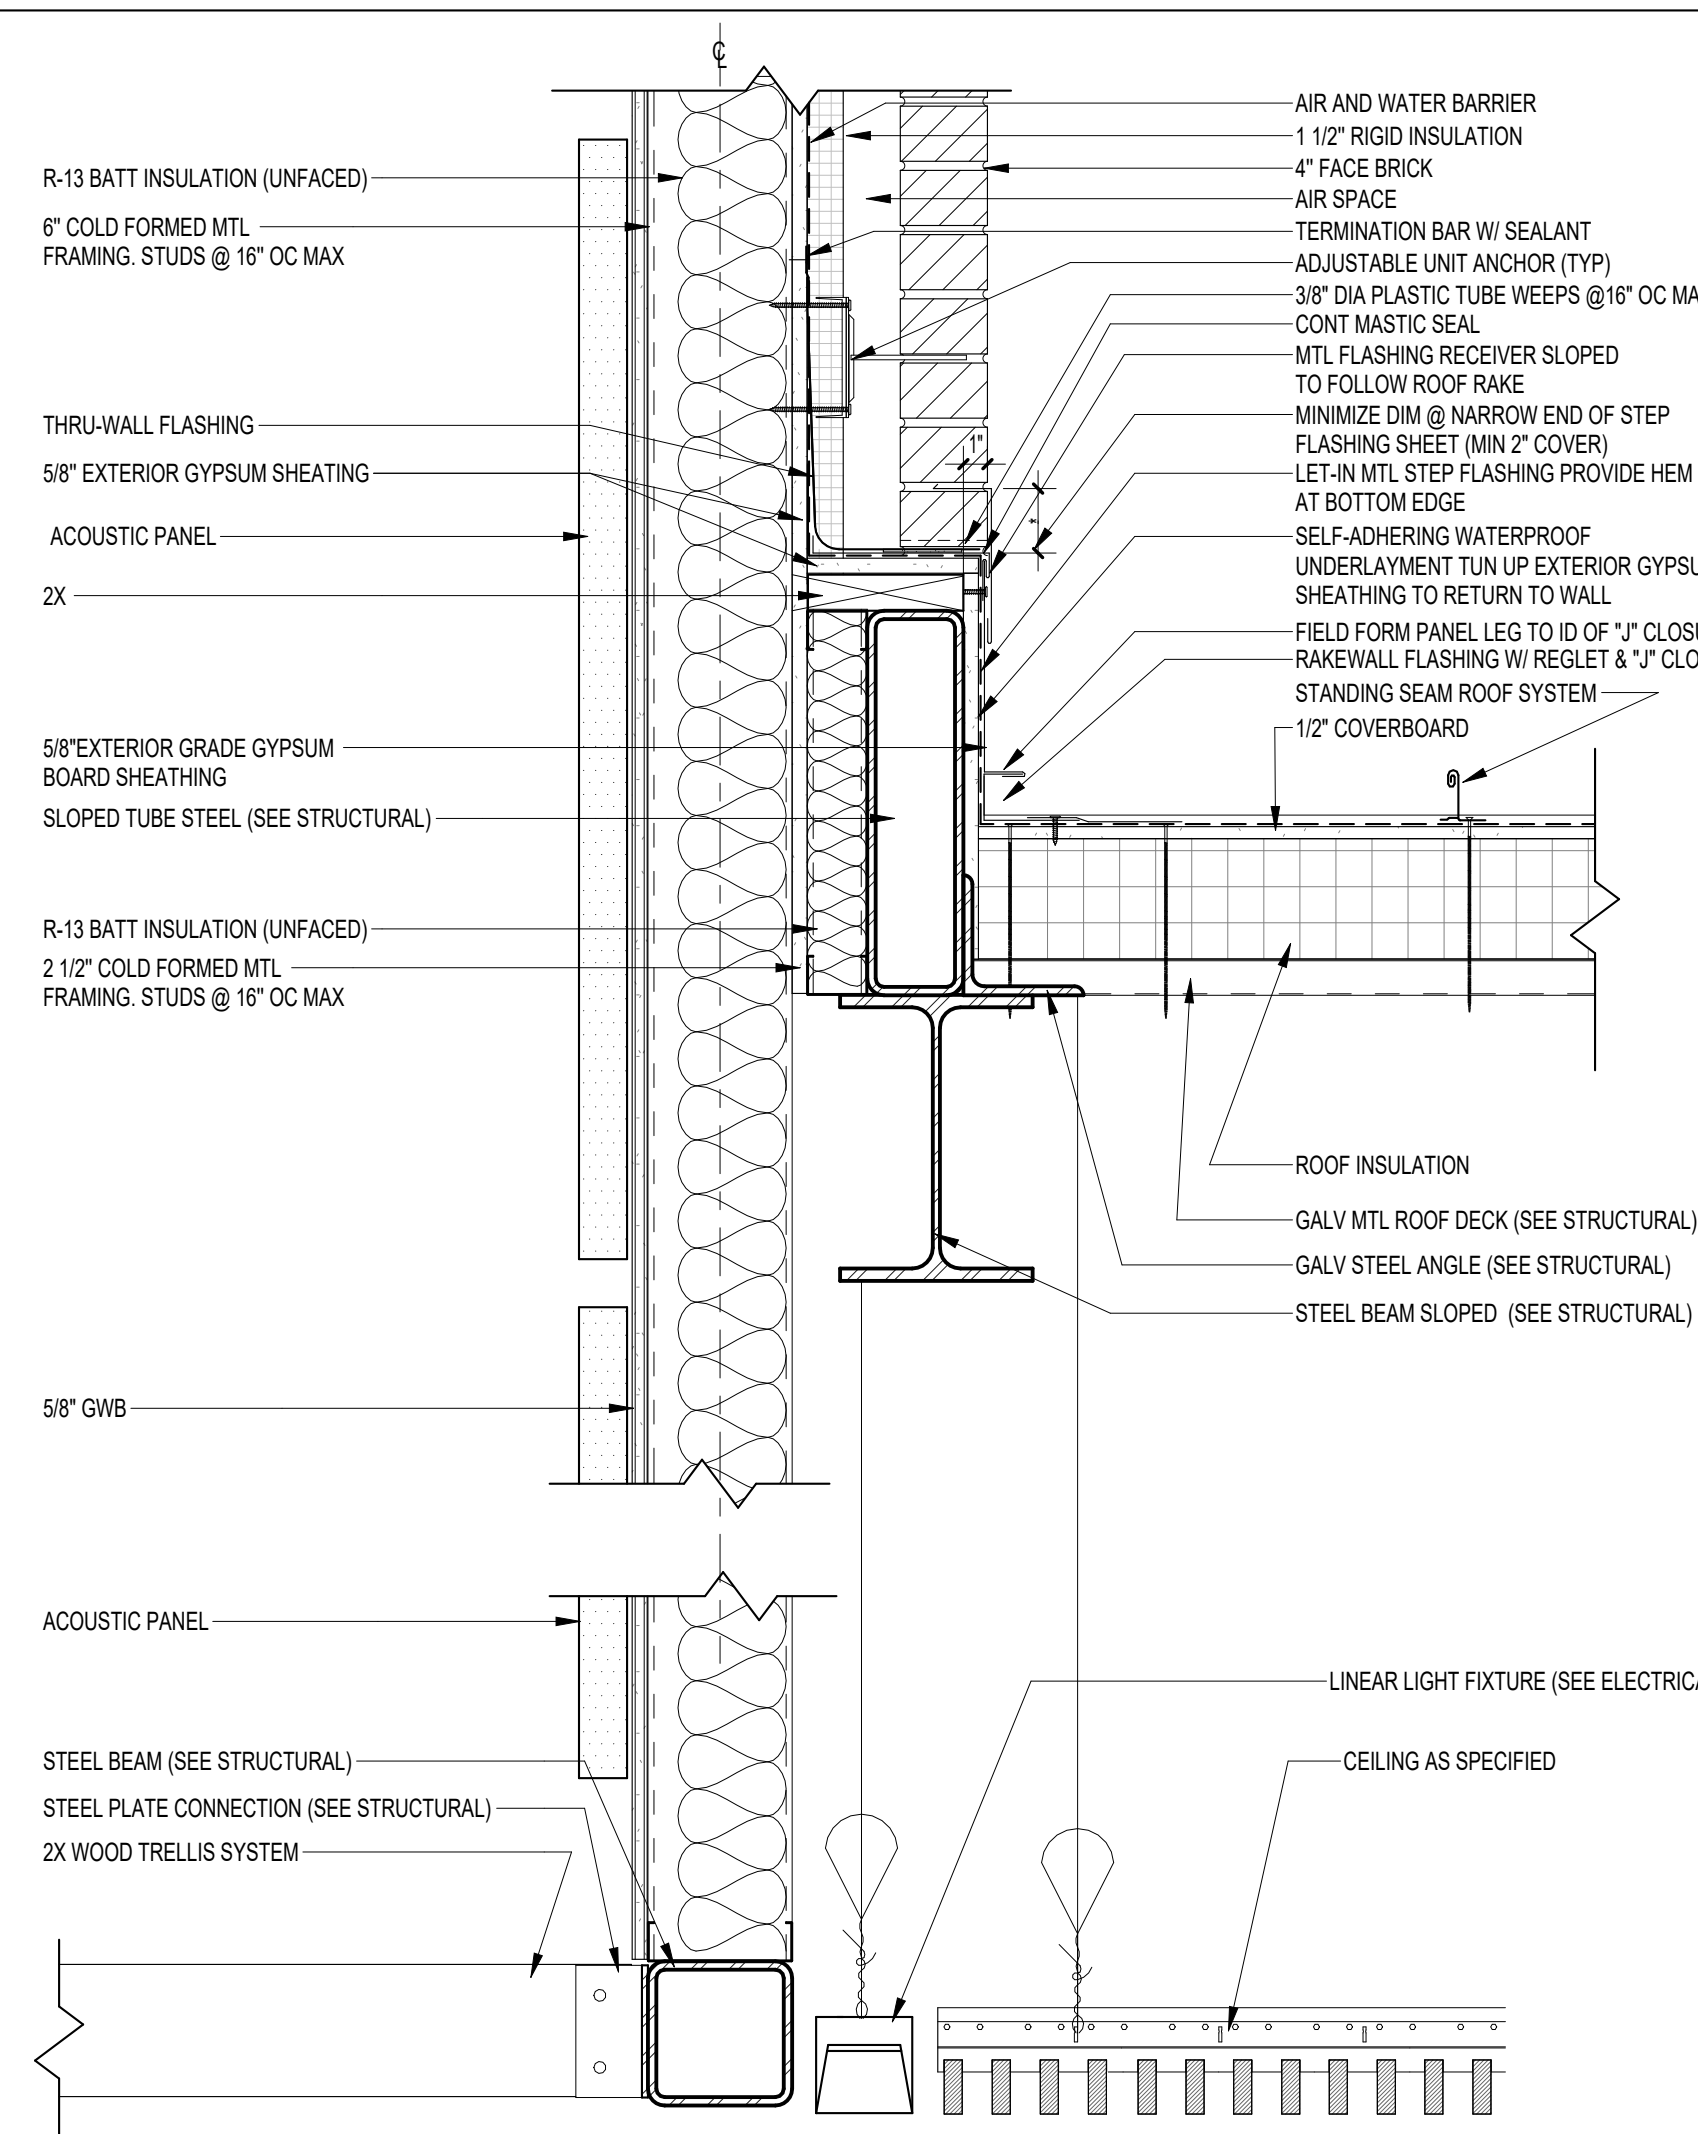 ℄
R-13 BATT INSULATION (UNFACED)
6" COLD FORMED MTL
FRAMING. STUDS @ 16" OC MAX
THRU-WALL FLASHING
5/8" EXTERIOR GYPSUM SHEATING
ACOUSTIC PANEL
2X
5/8"EXTERIOR GRADE GYPSUM
BOARD SHEATHING
SLOPED TUBE STEEL (SEE STRUCTURAL)
R-13 BATT INSULATION (UNFACED)
2 1/2" COLD FORMED MTL
FRAMING. STUDS @ 16" OC MAX
5/8" GWB
ACOUSTIC PANEL
STEEL BEAM (SEE STRUCTURAL)
STEEL PLATE CONNECTION (SEE STRUCTURAL)
2X WOOD TRELLIS SYSTEM
AIR AND WATER BARRIER
1 1/2" RIGID INSULATION
4" FACE BRICK
AIR SPACE
TERMINATION BAR W/ SEALANT
ADJUSTABLE UNIT ANCHOR (TYP)
3/8" DIA PLASTIC TUBE WEEPS @16" OC MA
CONT MASTIC SEAL
MTL FLASHING RECEIVER SLOPED
TO FOLLOW ROOF RAKE
MINIMIZE DIM @ NARROW END OF STEP
FLASHING SHEET (MIN 2" COVER)
1"
LET-IN MTL STEP FLASHING PROVIDE HEM
AT BOTTOM EDGE
SELF-ADHERING WATERPROOF
UNDERLAYMENT TUN UP EXTERIOR GYPSU
SHEATHING TO RETURN TO WALL
FIELD FORM PANEL LEG TO ID OF "J" CLOSU
RAKEWALL FLASHING W/ REGLET & "J" CLO
STANDING SEAM ROOF SYSTEM
1/2" COVERBOARD
ROOF INSULATION
GALV MTL ROOF DECK (SEE STRUCTURAL)
GALV STEEL ANGLE (SEE STRUCTURAL)
STEEL BEAM SLOPED (SEE STRUCTURAL)
LINEAR LIGHT FIXTURE (SEE ELECTRICA
CEILING AS SPECIFIED